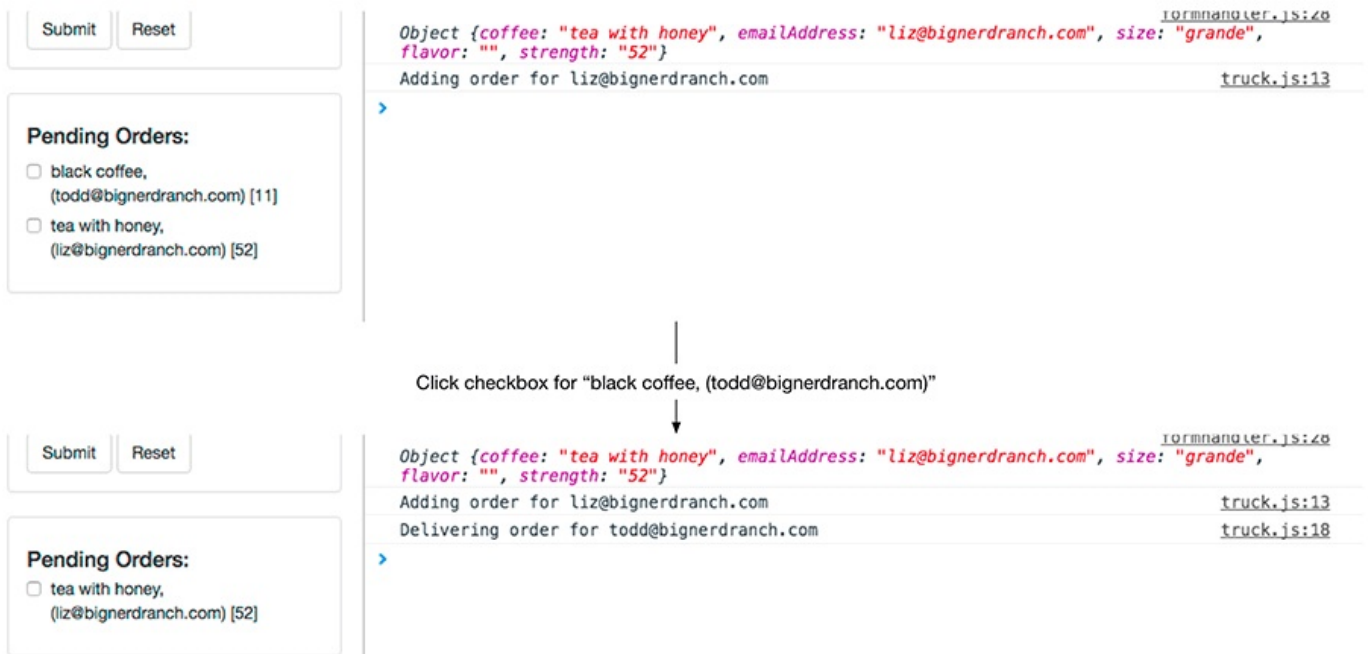 Submit Reset
formhandler.js:28
Object {coffee: "tea with honey", emailAddress: "liz@bignerdranch.com", size: "grande",
flavor: "", strength: "52"}
Adding order for liz@bignerdranch.com truck.js:13
>
Pending Orders:
black coffee,
(todd@bignerdranch.com) [11]
tea with honey,
(liz@bignerdranch.com) [52]
Click checkbox for “black coffee, (todd@bignerdranch.com)”
Submit Reset
formhandler.js:28
Object {coffee: "tea with honey", emailAddress: "liz@bignerdranch.com", size: "grande",
flavor: "", strength: "52"}
Adding order for liz@bignerdranch.com truck.js:13
Delivering order for todd@bignerdranch.com truck.js:18
>
Pending Orders:
tea with honey,
(liz@bignerdranch.com) [52]